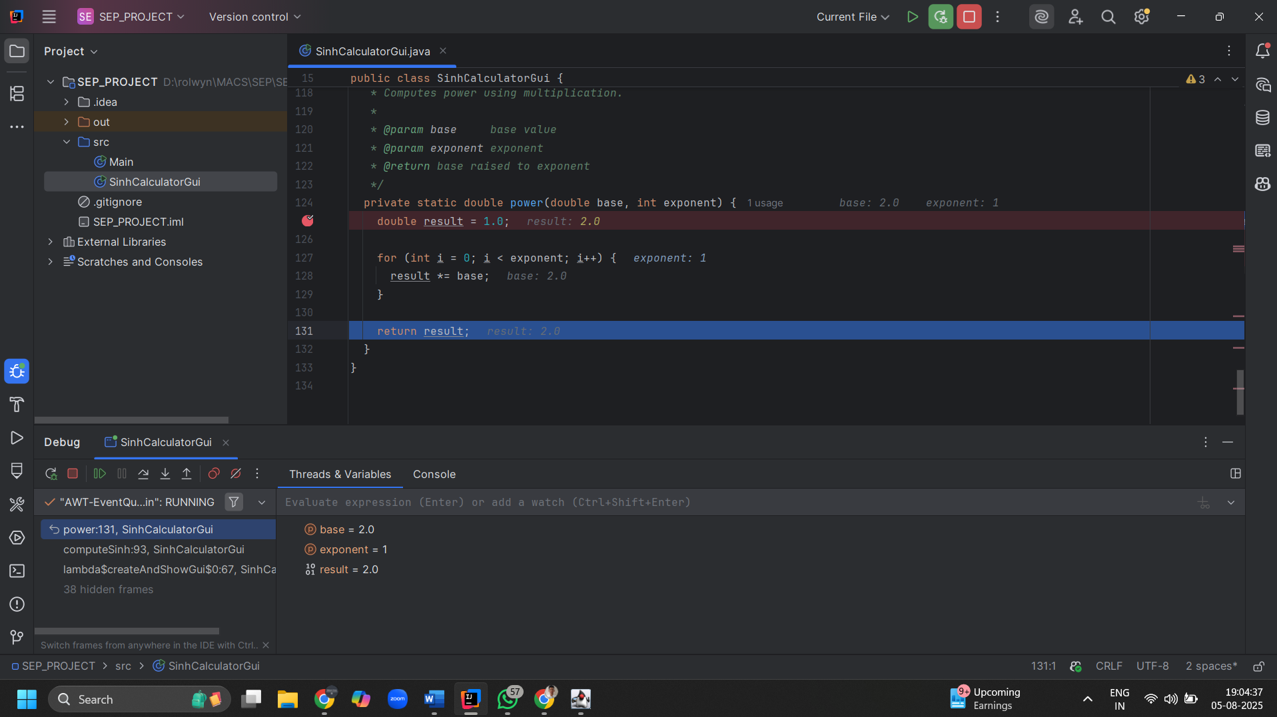 SE SEP_PROJECT Version control Current File
Project
SEP_PROJECT D:\rolwyn\MACS\SEP\SE
.idea
out
src
Main
SinhCalculatorGui
.gitignore
SEP_PROJECT.iml
External Libraries
Scratches and Consoles
SinhCalculatorGui.java
15 public class SinhCalculatorGui { 3
118 * Computes power using multiplication.
119 *
120 * @param base base value
121 * @param exponent exponent
122 * @return base raised to exponent
123 */
124 private static double power(double base, int exponent) { 1 usage base: 2.0 exponent: 1
double result = 1.0; result: 2.0
126
127 for (int i = 0; i < exponent; i++) { exponent: 1
128 result *= base; base: 2.0
129 }
130
131 return result; result: 2.0
132 }
133 }
134
Debug SinhCalculatorGui
Threads & Variables Console
"AWT-EventQu...in": RUNNING
Evaluate expression (Enter) or add a watch (Ctrl+Shift+Enter)
power:131, SinhCalculatorGui
computeSinh:93, SinhCalculatorGui
lambda$createAndShowGui$0:67, SinhCa
38 hidden frames
base = 2.0
exponent = 1
result = 2.0
Switch frames from anywhere in the IDE with Ctrl..
SEP_PROJECT > src > SinhCalculatorGui 131:1 CRLF UTF-8 2 spaces*
Search
zoom
57
9+
Upcoming
Earnings
ENG
IN
19:04:37
05-08-2025